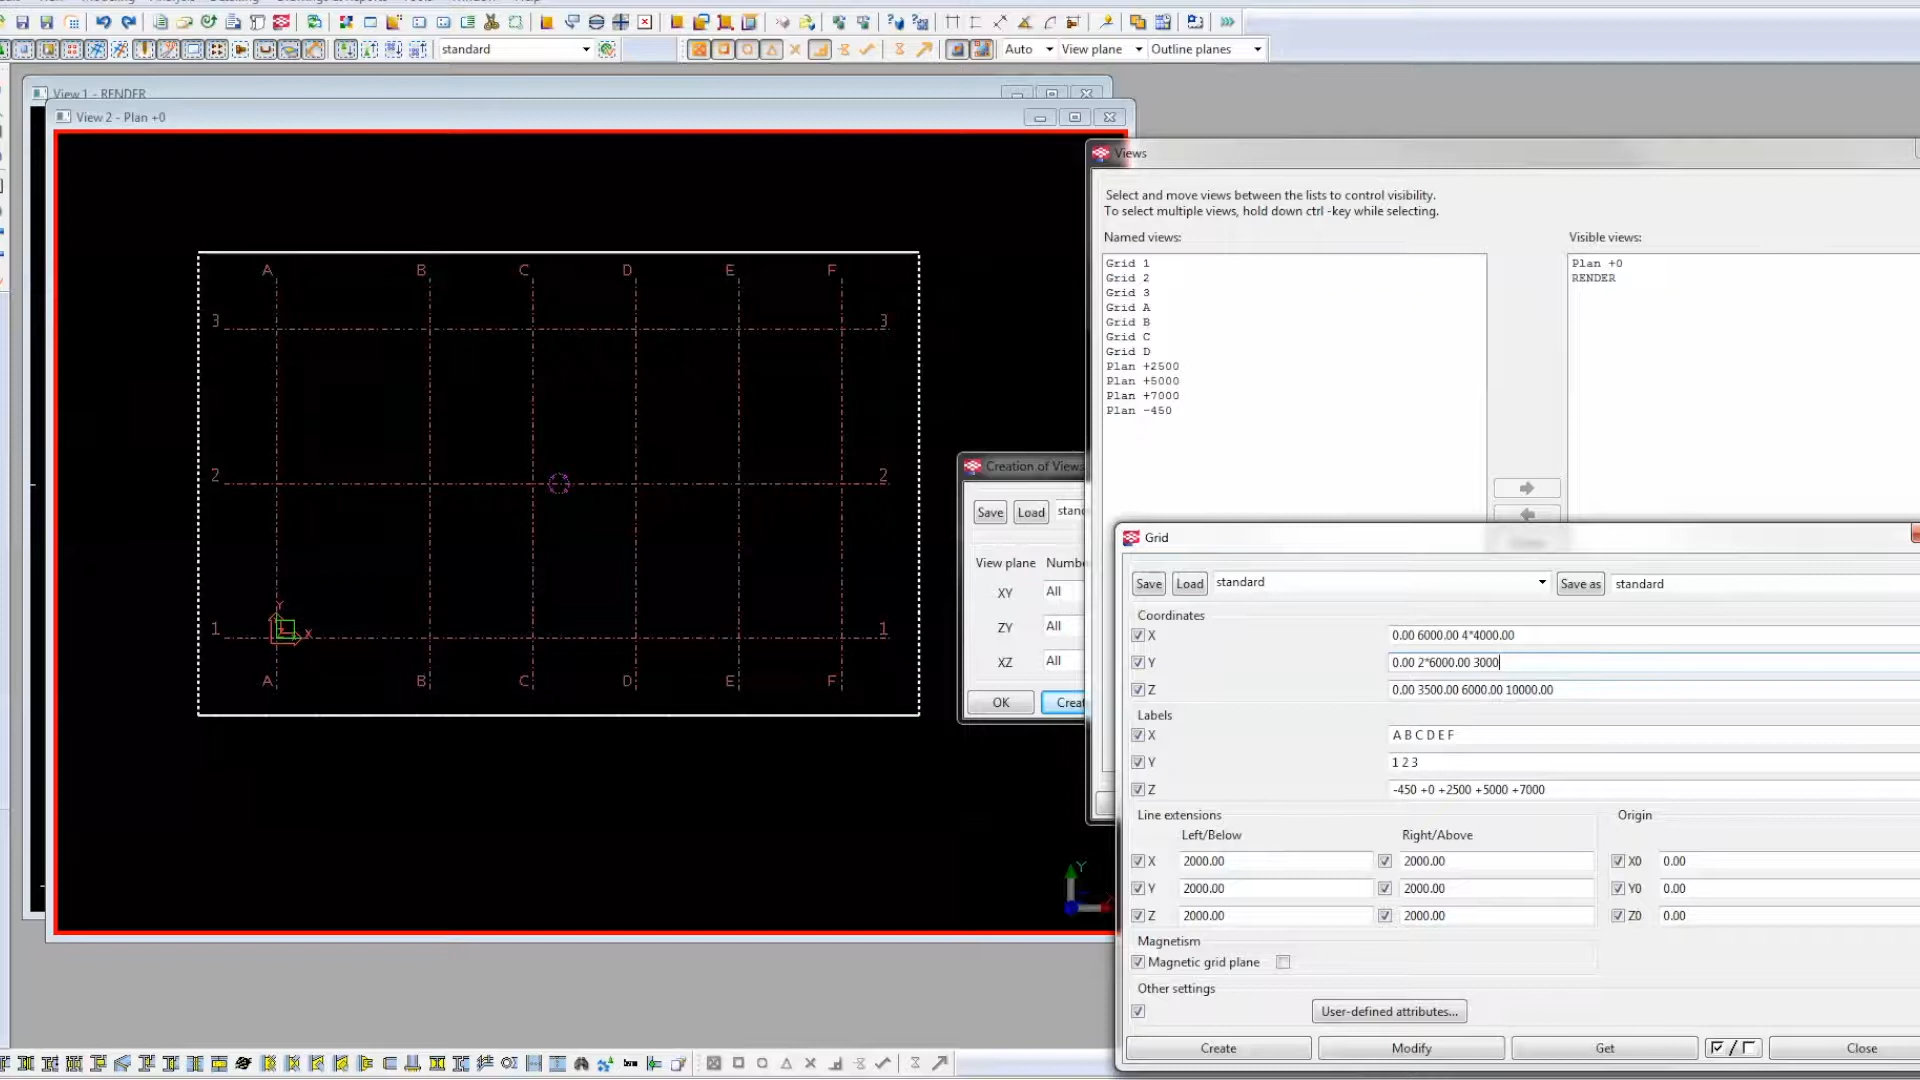 standard
Auto
View plane
Outline planes
View 1 - RENDER
View 2 - Plan +0
A B C D E F
3 3
2 2
1 1
Y
X
A B C D E F
Y
Creation of Views
Save Load
View plane
XY All
ZY All
XZ All
OK
Views
Select and move views between the lists to control visibility.
To select multiple views, hold down ctrl -key while selecting.
Named views:
Grid 1
Grid 2
Grid 3
Grid A
Grid B
Grid C
Grid D
Plan +2500
Plan +5000
Plan +7000
Plan -450
Visible views:
Plan +0
RENDER
Grid
Save Load standard Save as standard
Coordinates
X 0.00 6000.00 4*4000.00
Y 0.00 2*6000.00 3000
Z 0.00 3500.00 6000.00 10000.00
Labels
X A B C D E F
Y 1 2 3
Z -450 +0 +2500 +5000 +7000
Line extensions Origin
Left/Below Right/Above
X 2000.00 2000.00 X0 0.00
Y 2000.00 2000.00 Y0 0.00
Z 2000.00 2000.00 Z0 0.00
Magnetism
Magnetic grid plane
Other settings
User-defined attributes...
Create Modify Get / Close